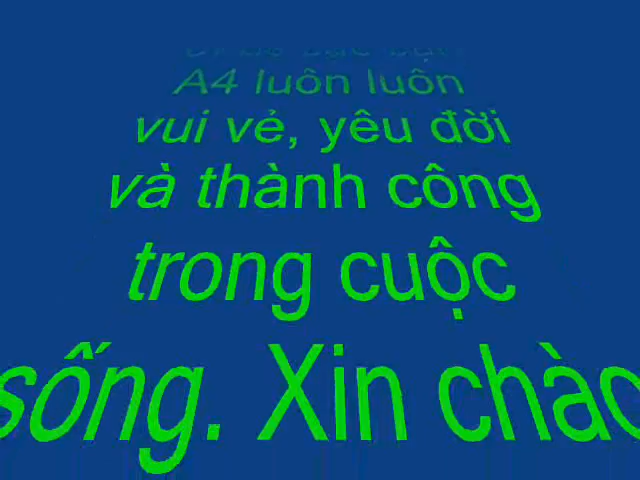 A4 luôn luôn
vui vẻ, yêu đời
và thành công
trong cuộc
sống. Xin chào